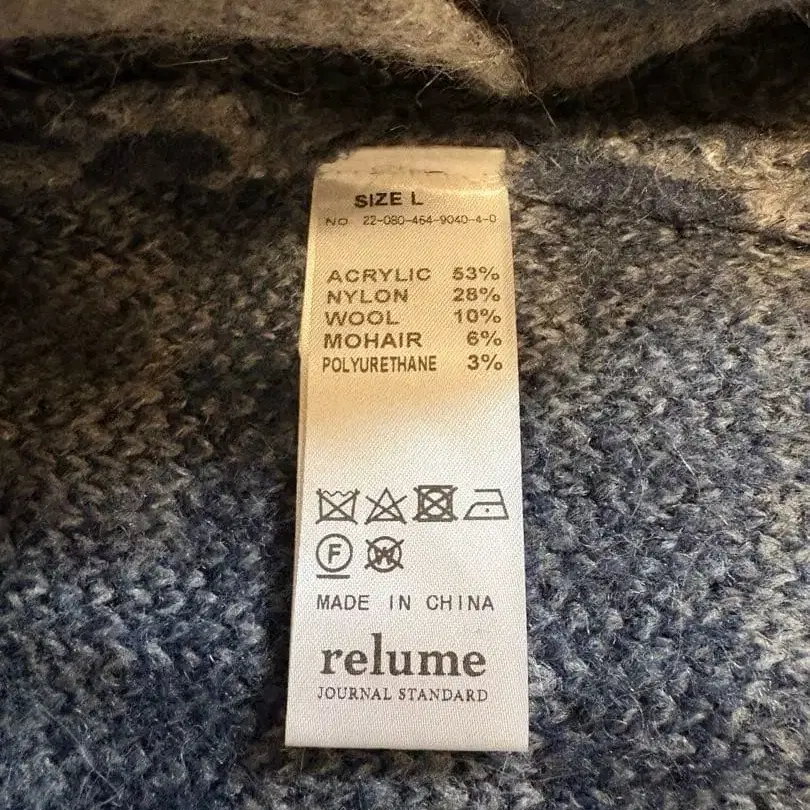 SIZE L
NO 22-080-464-9040-4-0
ACRYLIC 53%
NYLON 28%
WOOL 10%
MOHAIR 6%
POLYURETHANE 3%
F W
MADE IN CHINA
relume
JOURNAL STANDARD